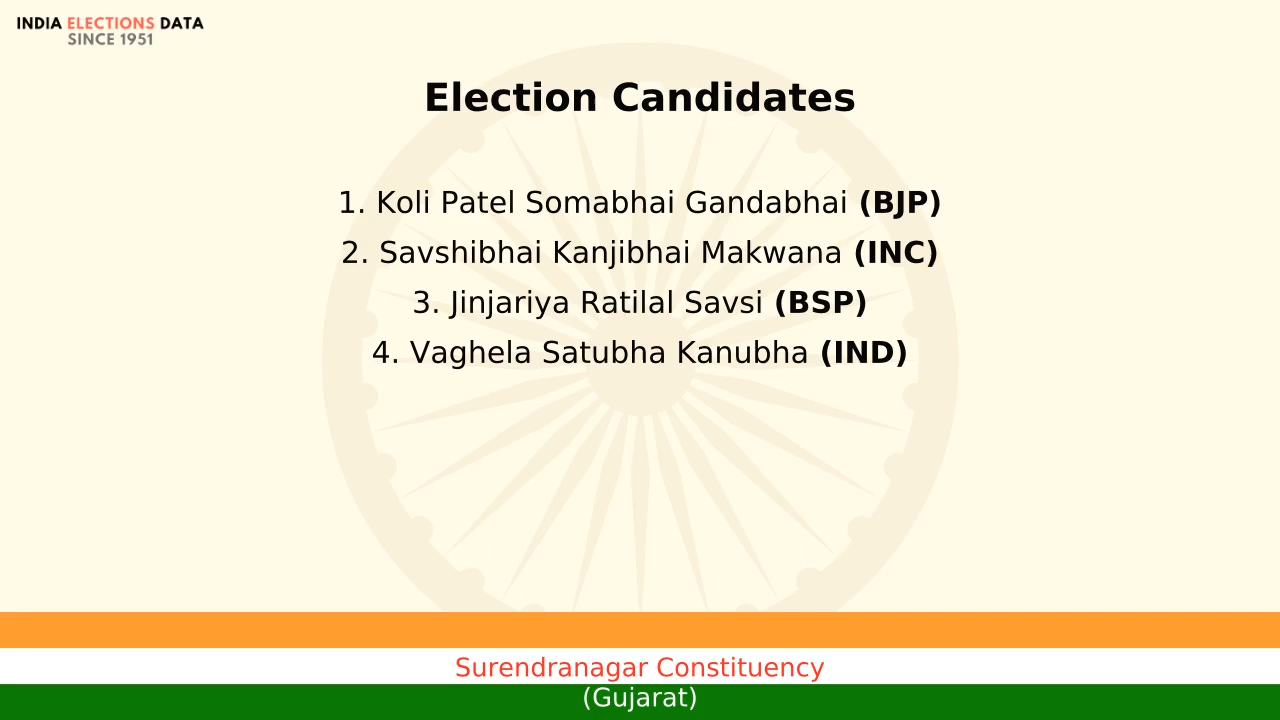 INDIA ELECTIONS DATA
SINCE 1951
Election Candidates
1. Koli Patel Somabhai Gandabhai (BJP)
2. Savshibhai Kanjibhai Makwana (INC)
3. Jinjariya Ratilal Savsi (BSP)
4. Vaghela Satubha Kanubha (IND)
Surendranagar Constituency
(Gujarat)